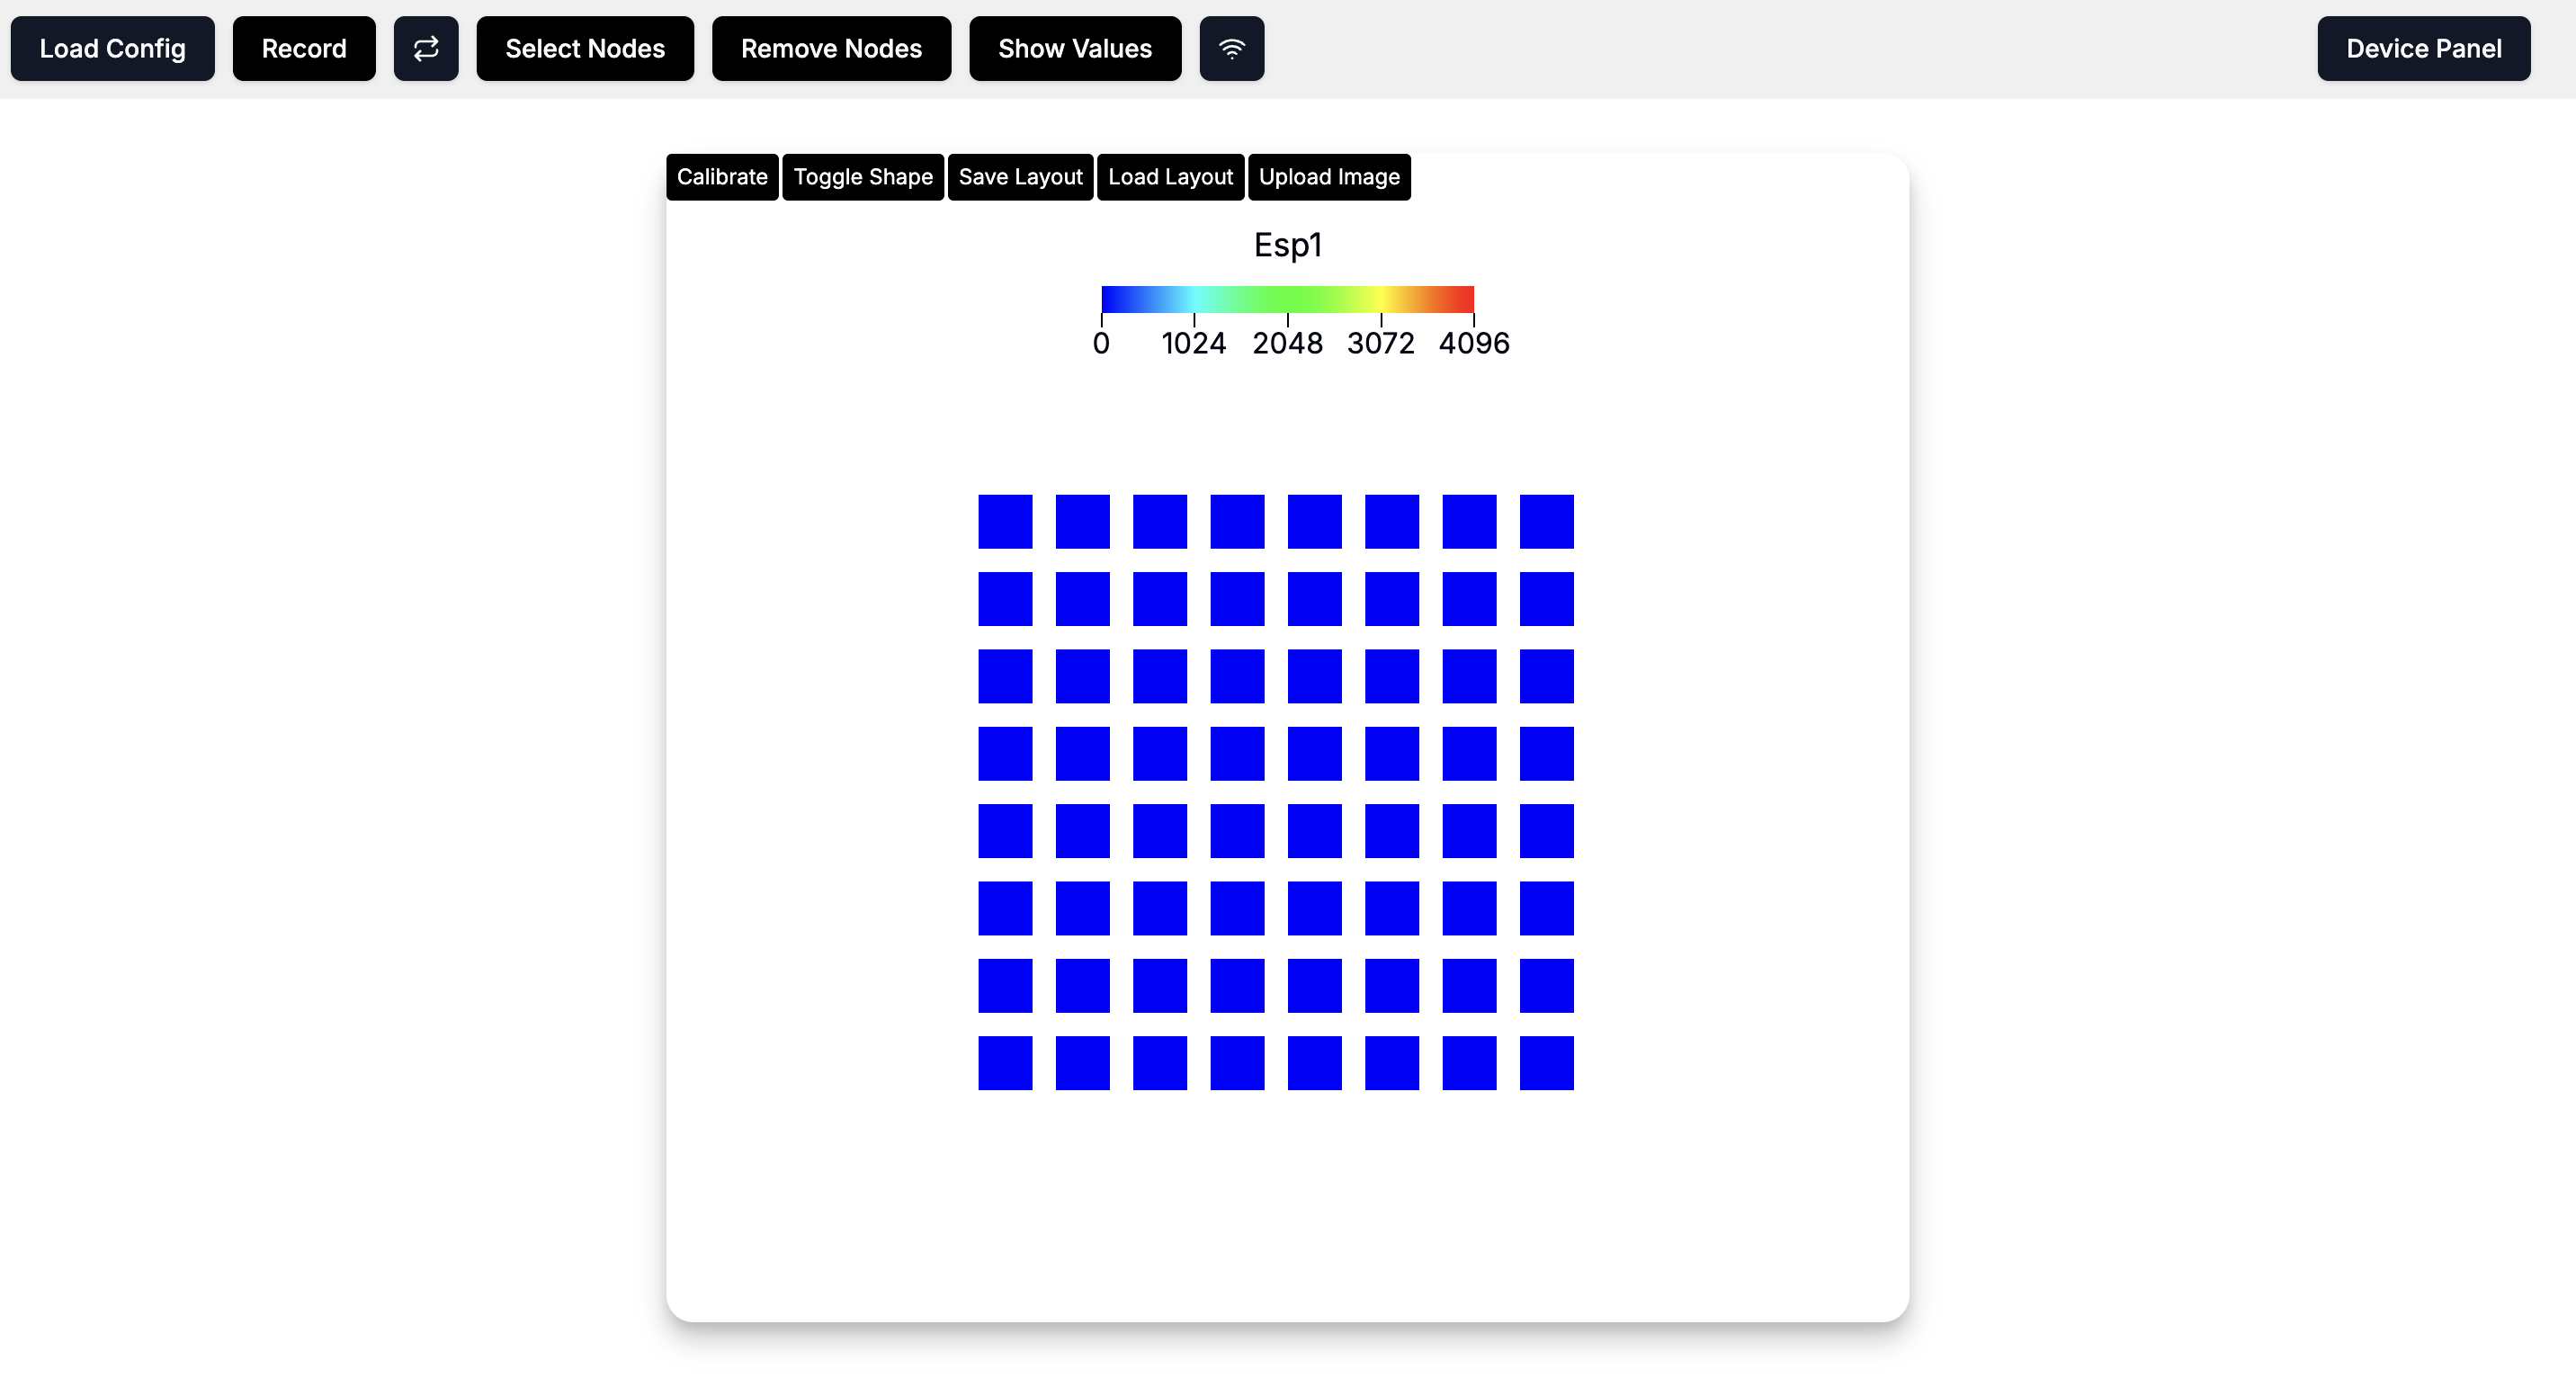 Load Config Record Select Nodes Remove Nodes Show Values Device Panel
Calibrate Toggle Shape Save Layout Load Layout Upload Image
Esp1
0 1024 2048 3072 4096